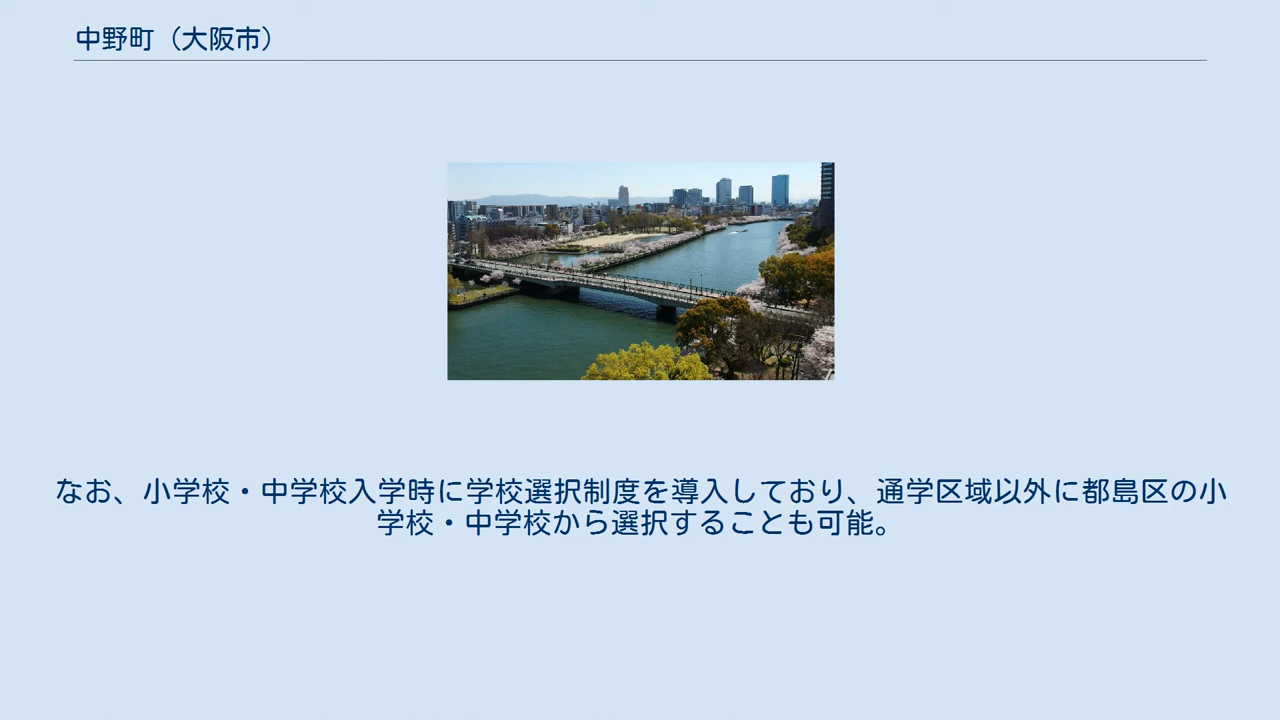 中野町（大阪市）
なお、小学校・中学校入学時に学校選択制度を導入しており、通学区域以外に都島区の小
学校・中学校から選択することも可能。